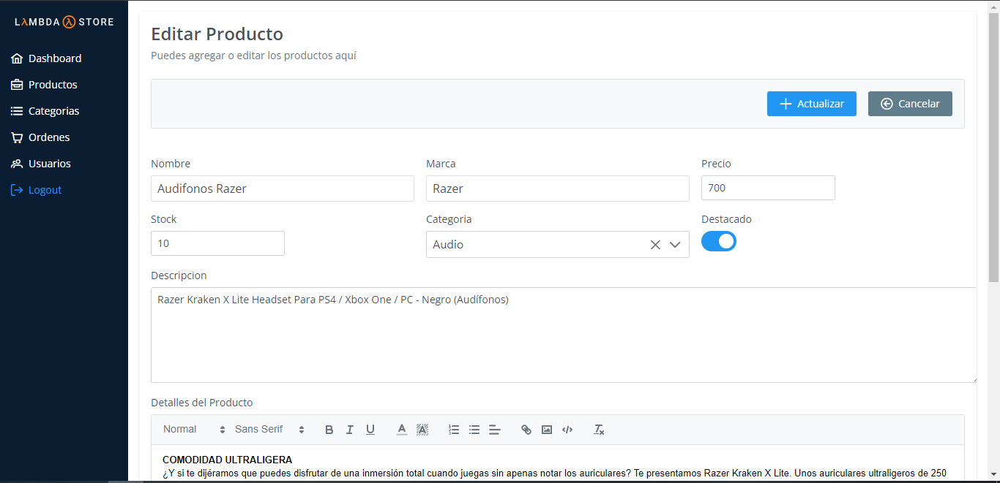 LAMBDA STORE
Dashboard
Productos
Categorias
Ordenes
Usuarios
Logout
Editar Producto
Puedes agregar o editar los productos aquí
Actualizar
Cancelar
Nombre
Marca
Precio
Audifonos Razer
Razer
700
Stock
Categoria
Destacado
10
Audio
Descripcion
Razer Kraken X Lite Headset Para PS4 / Xbox One / PC - Negro (Audífonos)
Detalles del Producto
Normal
Sans Serif
COMODIDAD ULTRALIGERA
¿Y si te dijéramos que puedes disfrutar de una inmersión total cuando juegas sin apenas notar los auriculares? Te presentamos Razer Kraken X Lite. Unos auriculares ultraligeros de 250